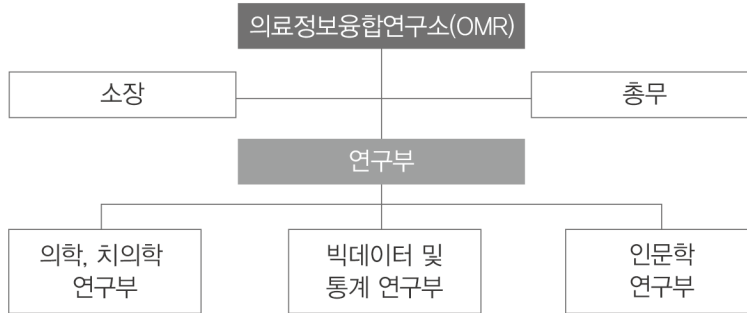 의료정보융합연구소(OMR)
소장
총무
연구부
의학, 치의학
연구부
빅데이터 및
통계 연구부
인문학
연구부